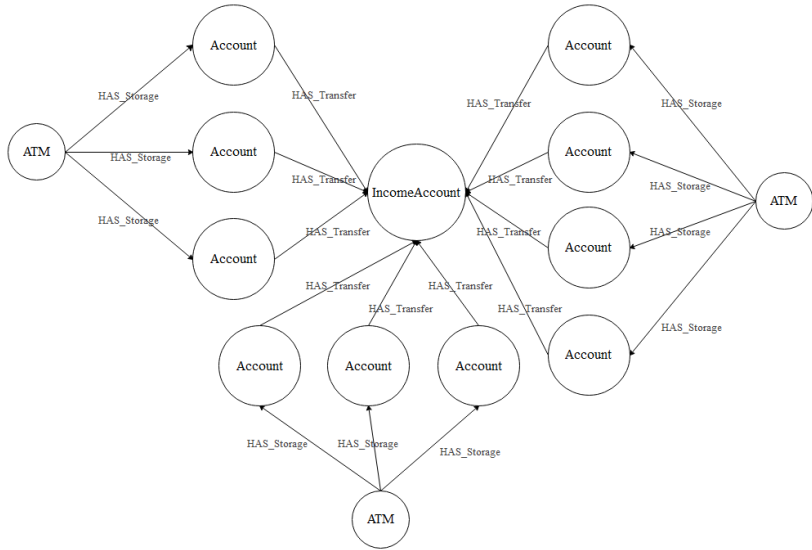 Account
Account
HAS_Storage
HAS_Transfer
HAS_Transfer
HAS_Storage
ATM
HAS_Storage
Account
HAS_Transfer
IncomeAccount
HAS_Transfer
Account
HAS_Storage
ATM
HAS_Storage
Account
HAS_Transfer
HAS_Transfer
Account
HAS_Storage
HAS_Transfer
HAS_Transfer
HAS_Transfer
HAS_Transfer
HAS_Storage
Account
Account
Account
Account
HAS_Storage
HAS_Storage
HAS_Storage
ATM